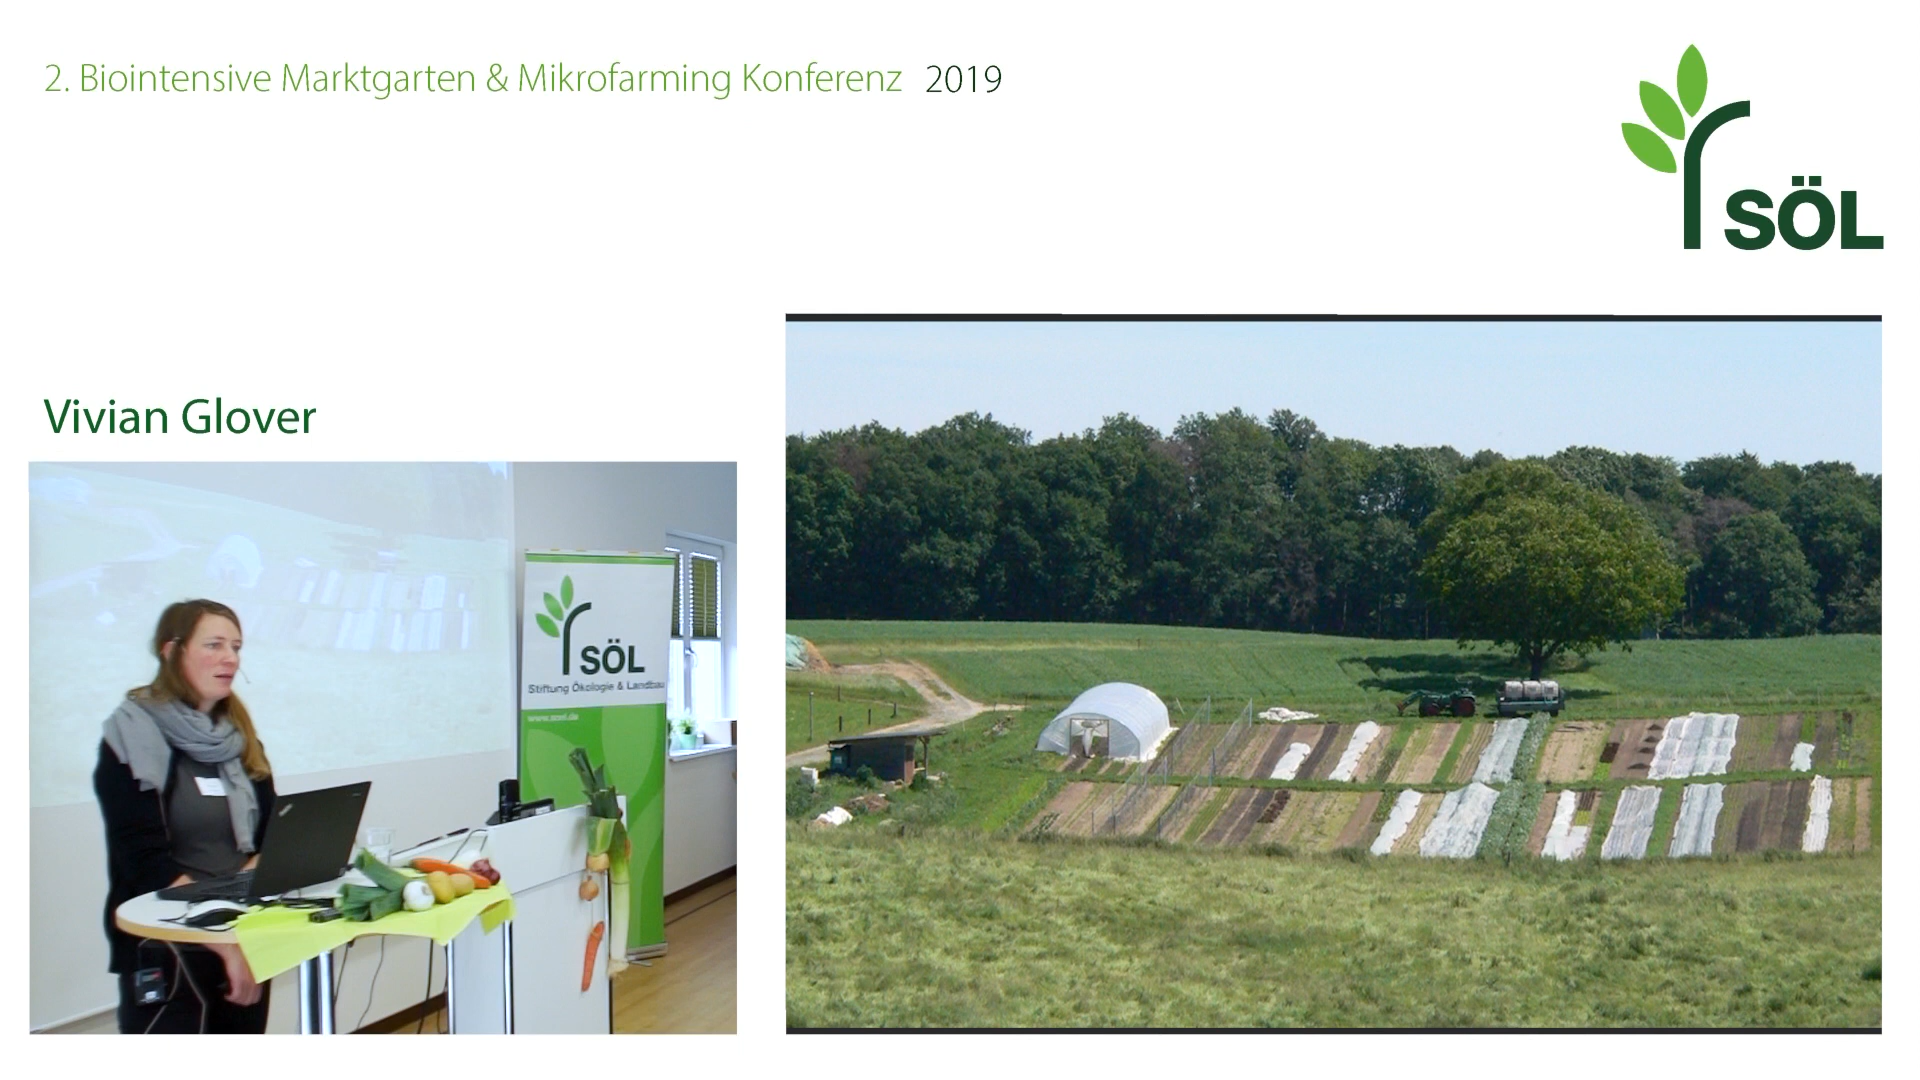 2. Biointensive Marktgarten & Mikrofarming Konferenz 2019
SÖL
Vivian Glover
SÖL
Stiftung Ökologie & Landbau
www.soel.de